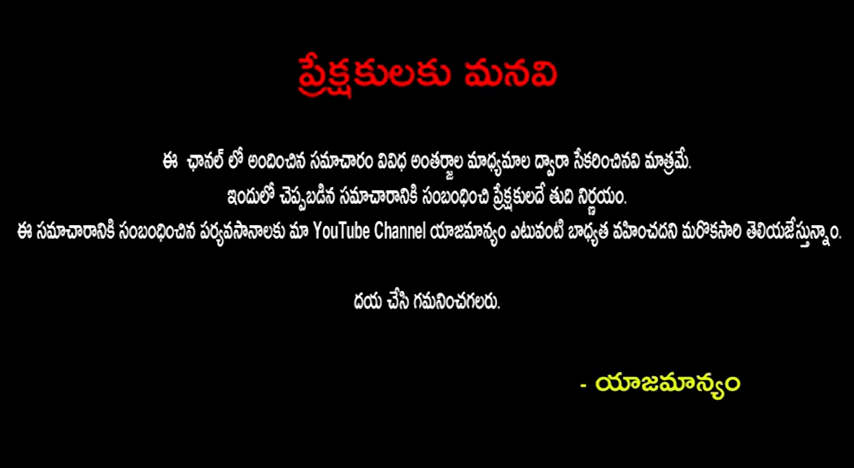 ప్రేక్షకులకు మనవి
ఈ ఛానల్ లో అందించిన సమాచారం వివిధ అంతర్జాల మాధ్యమాల ద్వారా సేకరించినవి మాత్రమే.
ఇందులో చెప్పబడిన సమాచారానికి సంబంధించి ప్రేక్షకులదే తుది నిర్ణయం.
ఈ సమాచారానికి సంబంధించిన పర్యవసానాలకు మా YouTube Channel యాజమాన్యం ఎటువంటి బాధ్యత వహించదని మరొకసారి తెలియజేస్తున్నాం.
దయ చేసి గమనించగలరు.
- యాజమాన్యం